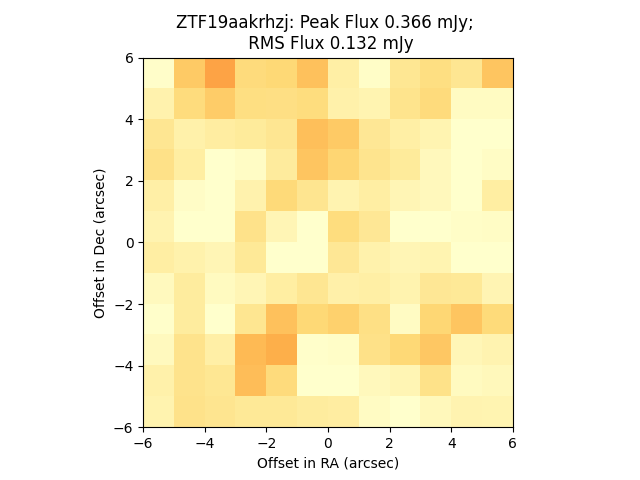 ZTF19aakrhzj: Peak Flux 0.366 mJy;
RMS Flux 0.132 mJy
6
4
2
0
−2
−4
−6
Offset in Dec (arcsec)
−6 −4 −2 0 2 4 6
Offset in RA (arcsec)